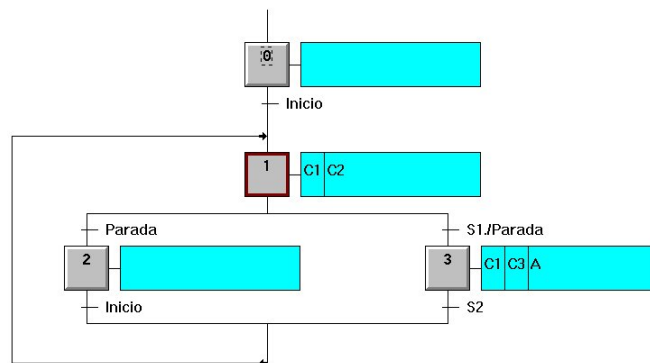 0
Inicio
1 C1 C2
Parada S1./Parada
2 3 C1 C3 A
Inicio S2